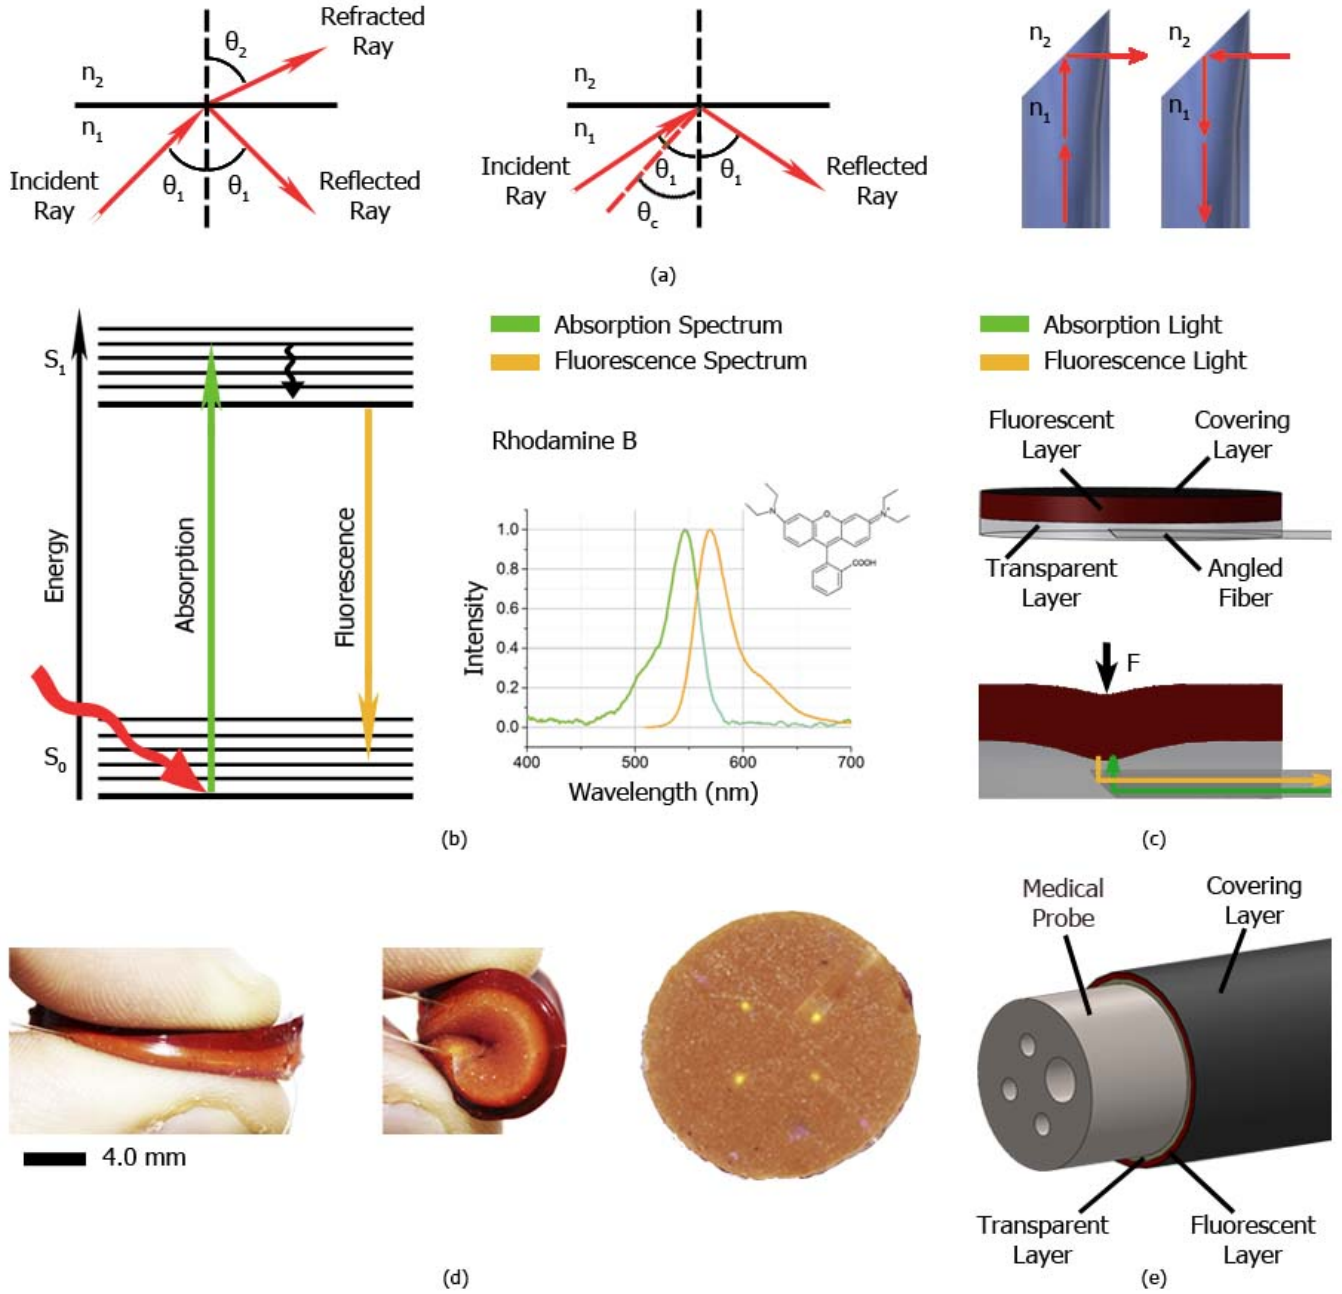 Refracted
Ray
θ2
n2
n1
Incident
Ray
θ1
θ1
Reflected
Ray
n2
n1
Incident
Ray
θ1
θ1
θc
Reflected
Ray
n2
n1
n2
n1
(a)
Energy
S1
S0
Absorption
Fluorescence
Absorption Spectrum
Fluorescence Spectrum
Rhodamine B
N
O
N+
COOH
Intensity
1.0
0.8
0.6
0.4
0.2
0.0
400
500
600
700
Wavelength (nm)
(b)
Absorption Light
Fluorescence Light
Fluorescent
Layer
Covering
Layer
Transparent
Layer
Angled
Fiber
F
(c)
4.0 mm
(d)
Medical
Probe
Covering
Layer
Transparent
Layer
Fluorescent
Layer
(e)